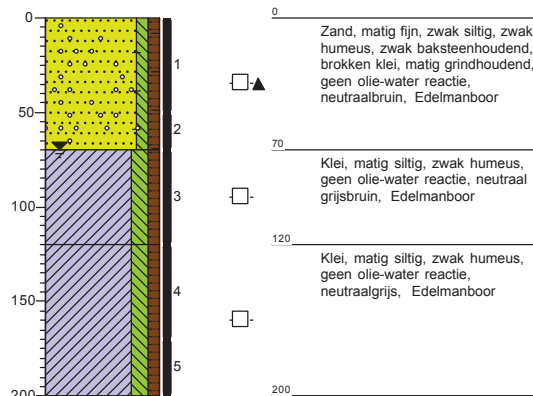 0
50
100
150
200
1
2
3
4
5
0
Zand, matig fijn, zwak siltig, zwak
humeus, zwak baksteenhoudend,
brokken klei, matig grindhoudend,
geen olie-water reactie,
neutraalbruin, Edelmanboor
70
Klei, matig siltig, zwak humeus,
geen olie-water reactie, neutraal
grijsbruin, Edelmanboor
120
Klei, matig siltig, zwak humeus,
geen olie-water reactie,
neutraalgrijs, Edelmanboor
200